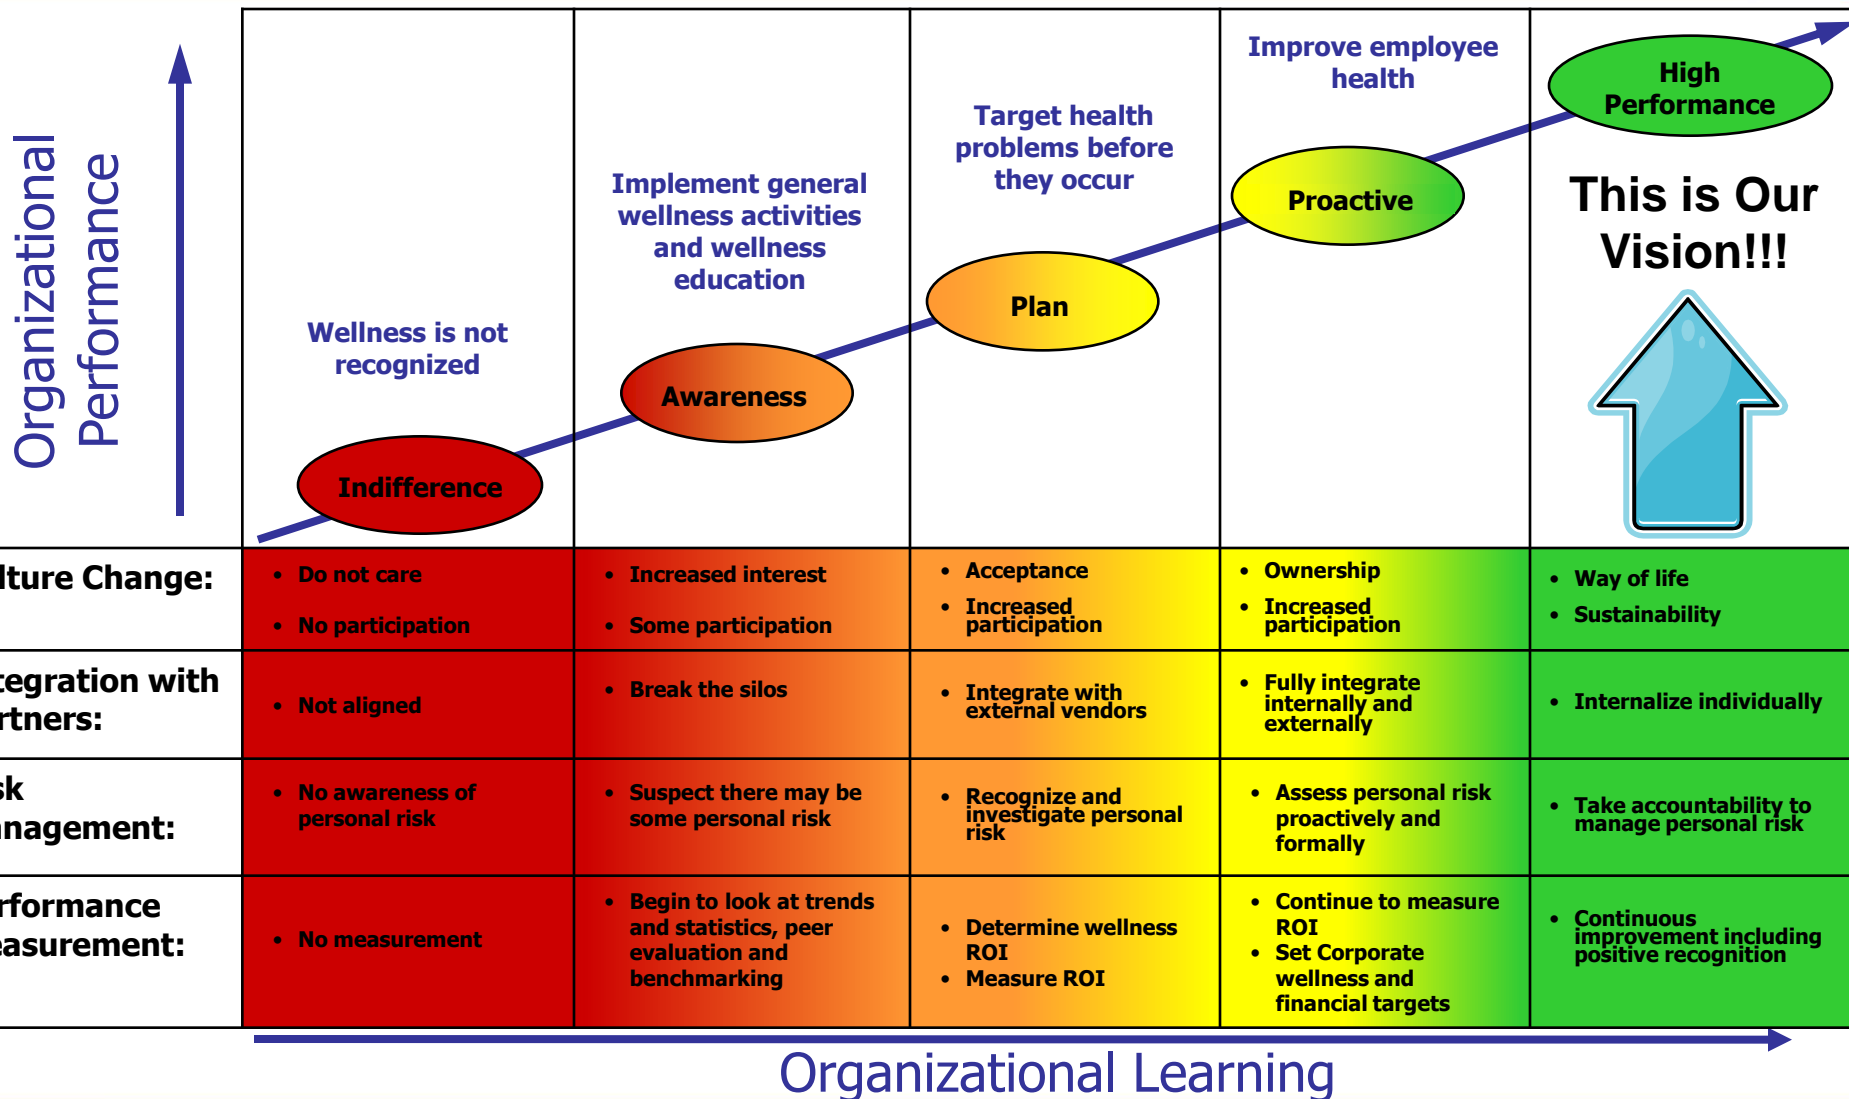 Organizational
Performance
Wellness is not
recognized
Indifference
Implement general
wellness activities
and wellness
education
Awareness
Target health
problems before
they occur
Plan
Improve employee
health
Proactive
High
Performance
This is Our
Vision!!!
lture Change:
• Do not care
• No participation
• Increased interest
• Some participation
• Acceptance
• Increased
participation
• Ownership
• Increased
participation
• Way of life
• Sustainability
tegration with
rtners:
• Not aligned
• Break the silos
• Integrate with
external vendors
• Fully integrate
internally and
externally
• Internalize individually
sk
anagement:
• No awareness of
personal risk
• Suspect there may be
some personal risk
• Recognize and
investigate personal
risk
• Assess personal risk
proactively and
formally
• Take accountability to
manage personal risk
rformance
easurement:
• No measurement
• Begin to look at trends
and statistics, peer
evaluation and
benchmarking
• Determine wellness
ROI
• Measure ROI
• Continue to measure
ROI
• Set Corporate
wellness and
financial targets
• Continuous
improvement including
positive recognition
Organizational Learning